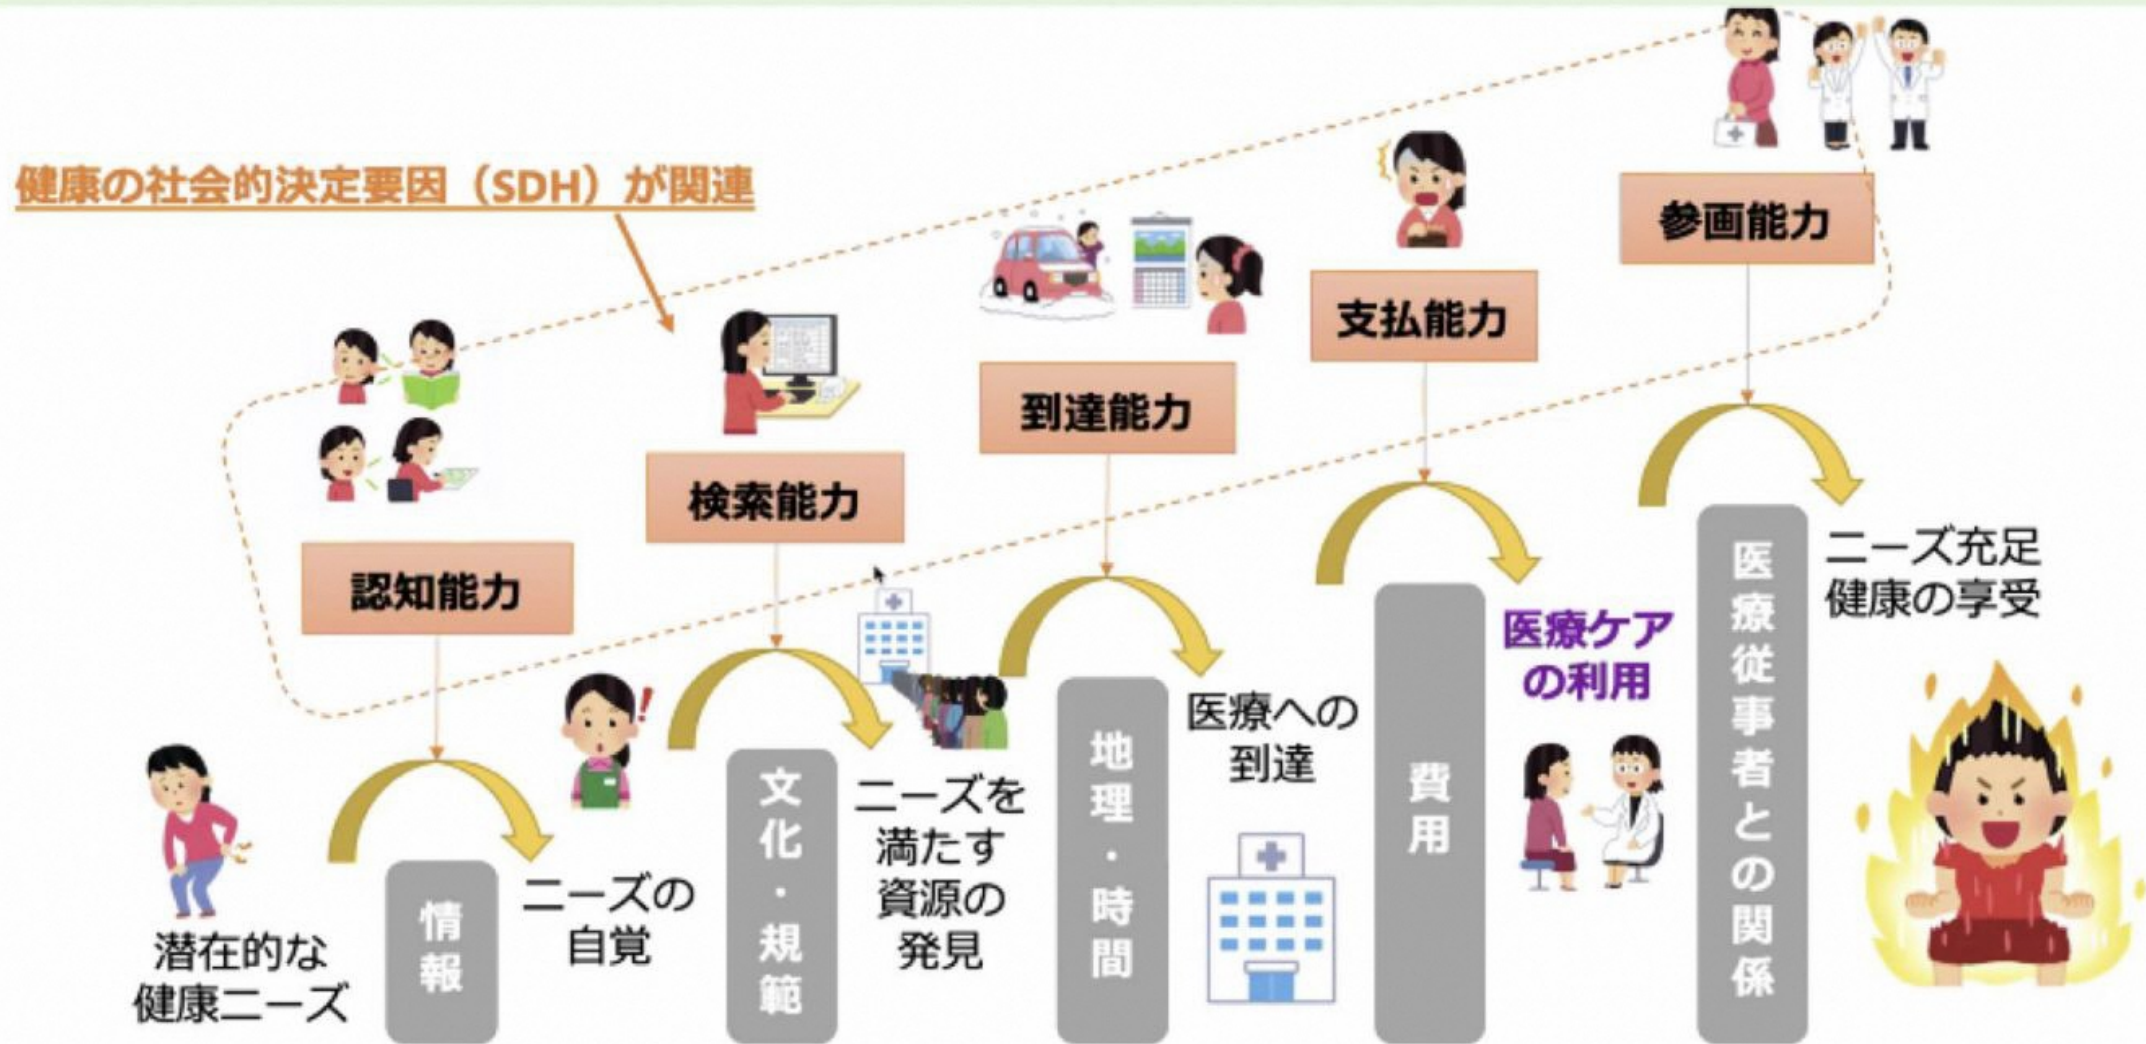 健康の社会的決定要因（SDH）が関連
参画能力
支払能力
到達能力
検索能力
認知能力
潜在的な
健康ニーズ
情報
ニーズの
自覚
文化・規範
ニーズを
満たす
資源の
発見
地理・時間
医療への
到達
費用
医療ケア
の利用
医療従事者との関係
ニーズ充足
健康の享受